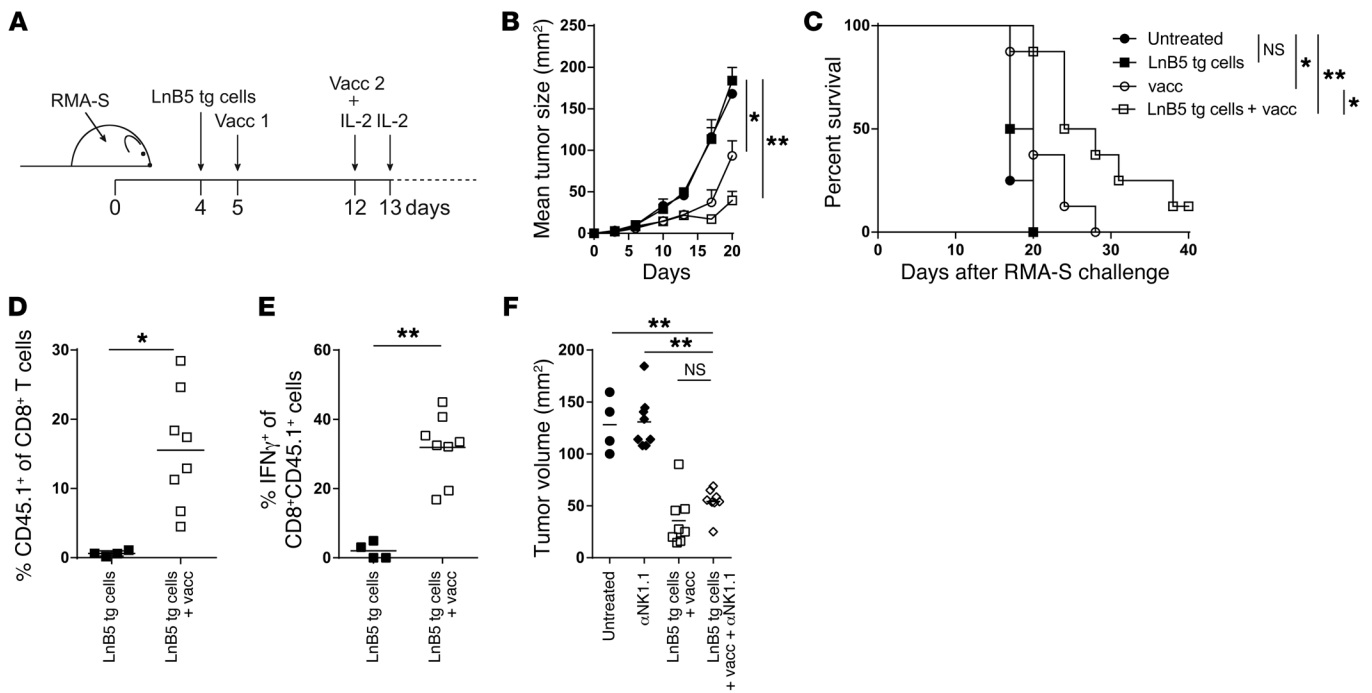 A
RMA-S
LnB5 tg cells
Vacc 1
Vacc 2
+
IL-2 IL-2
0 4 5 12 13 days
B
Mean tumor size (mm²)
250
200
150
100
50
0
0 5 10 15 20
Days
*
**
C
Percent survival
100
50
0
0 10 20 30 40
Days after RMA-S challenge
Untreated
LnB5 tg cells
vacc
LnB5 tg cells + vacc
NS
*
**
*
D
% CD45.1⁺ of CD8⁺ T cells
30
20
10
0
*
LnB5 tg cells
LnB5 tg cells
+ vacc
E
% IFNγ⁺ of
CD8⁺CD45.1⁺ cells
60
40
20
0
**
LnB5 tg cells
LnB5 tg cells
+ vacc
F
Tumor volume (mm²)
200
150
100
50
0
**
**
NS
Untreated
αNK1.1
LnB5 tg cells
+ vacc
LnB5 tg cells
+ vacc + αNK1.1